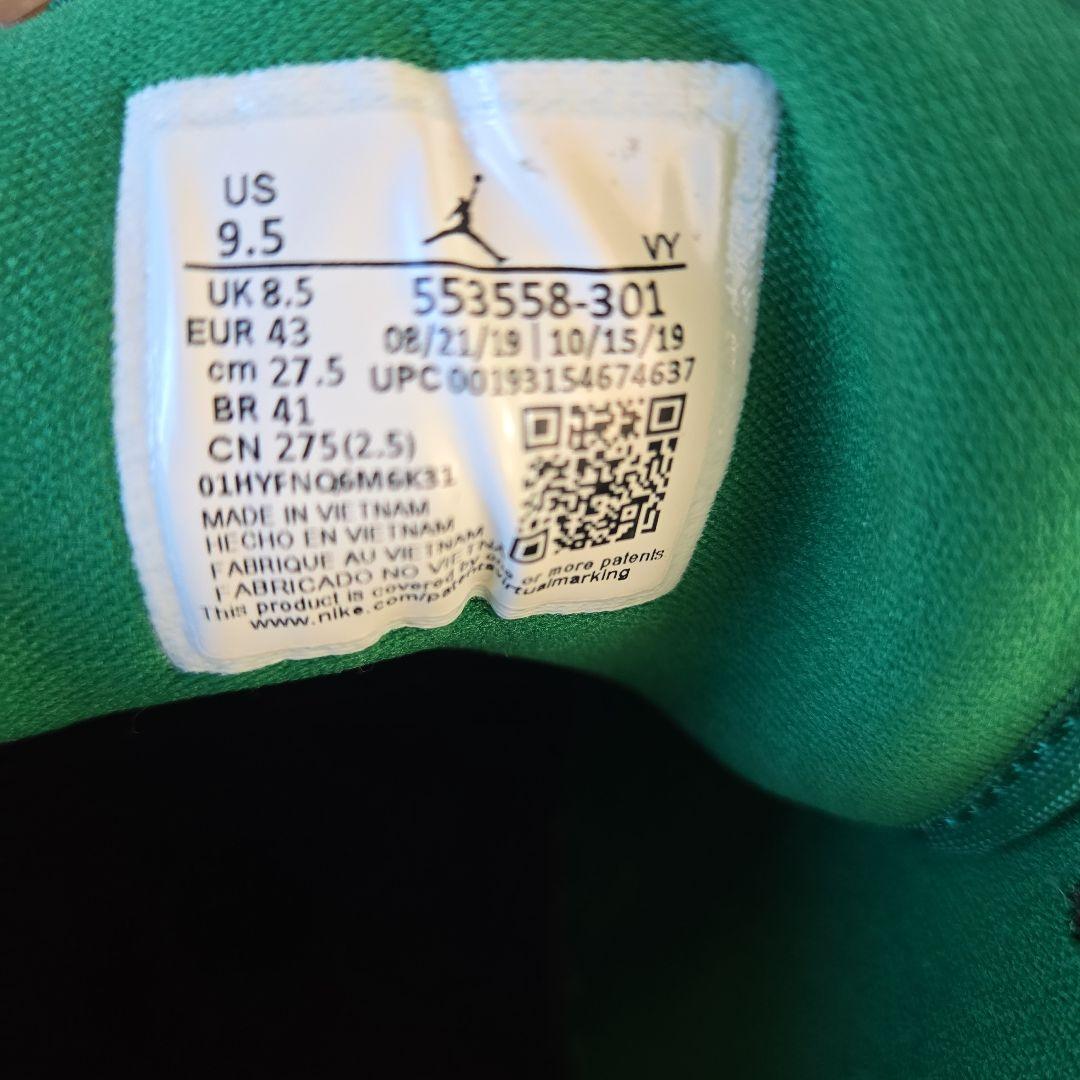 US
9.5
VY
UK 8.5
553558-301
EUR 43
08/21/19 | 10/15/19
cm 27.5
UPC 00193154674637
BR 41
CN 275(2.5)
01HYFNQ6M6K31
MADE IN VIETNAM
HECHO EN VIETNAM
FABRIQUE AU VIETNAM
FABRICADO NO VIETNA
This product is covered by or more patents
www.nike.com/patents virtualmarking